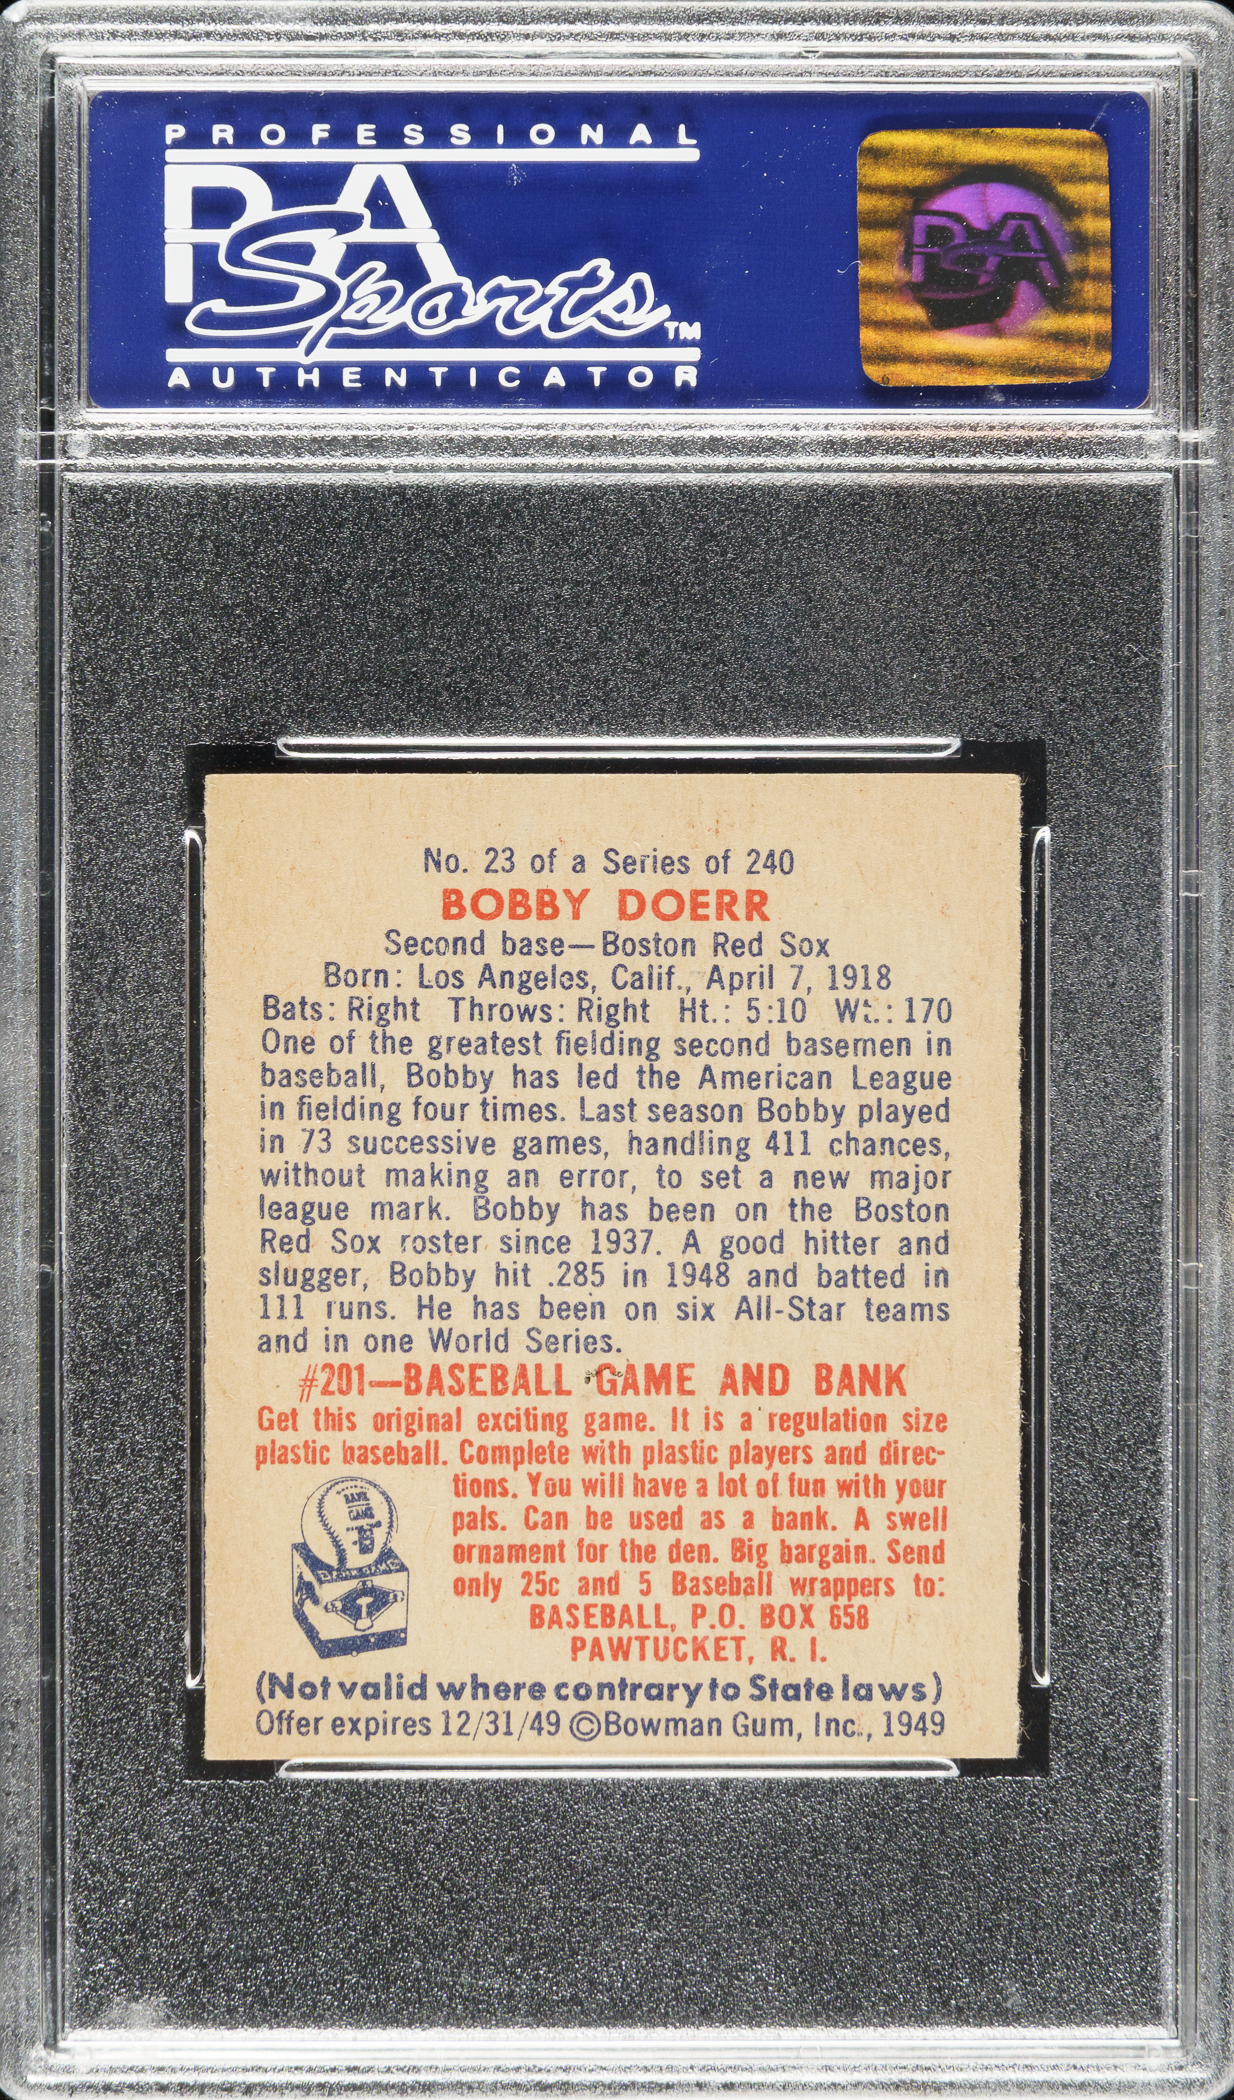 PROFESSIONAL
PSA
Sports™
AUTHENTICATOR
PSA
No. 23 of a Series of 240
BOBBY DOERR
Second base—Boston Red Sox
Born: Los Angeles, Calif., April 7, 1918
Bats: Right Throws: Right Ht.: 5:10 Wt.: 170
One of the greatest fielding second basemen in
baseball, Bobby has led the American League
in fielding four times. Last season Bobby played
in 73 successive games, handling 411 chances,
without making an error, to set a new major
league mark. Bobby has been on the Boston
Red Sox roster since 1937. A good hitter and
slugger, Bobby hit .285 in 1948 and batted in
111 runs. He has been on six All-Star teams
and in one World Series.
#201—BASEBALL GAME AND BANK
Get this original exciting game. It is a regulation size
plastic baseball. Complete with plastic players and direc-
tions. You will have a lot of fun with your
pals. Can be used as a bank. A swell
ornament for the den. Big bargain. Send
only 25c and 5 Baseball wrappers to:
BASEBALL, P.O. BOX 658
PAWTUCKET, R. I.
BANK
GAME
BANK GAME
(Not valid where contrary to State laws)
Offer expires 12/31/49 ©Bowman Gum, Inc., 1949